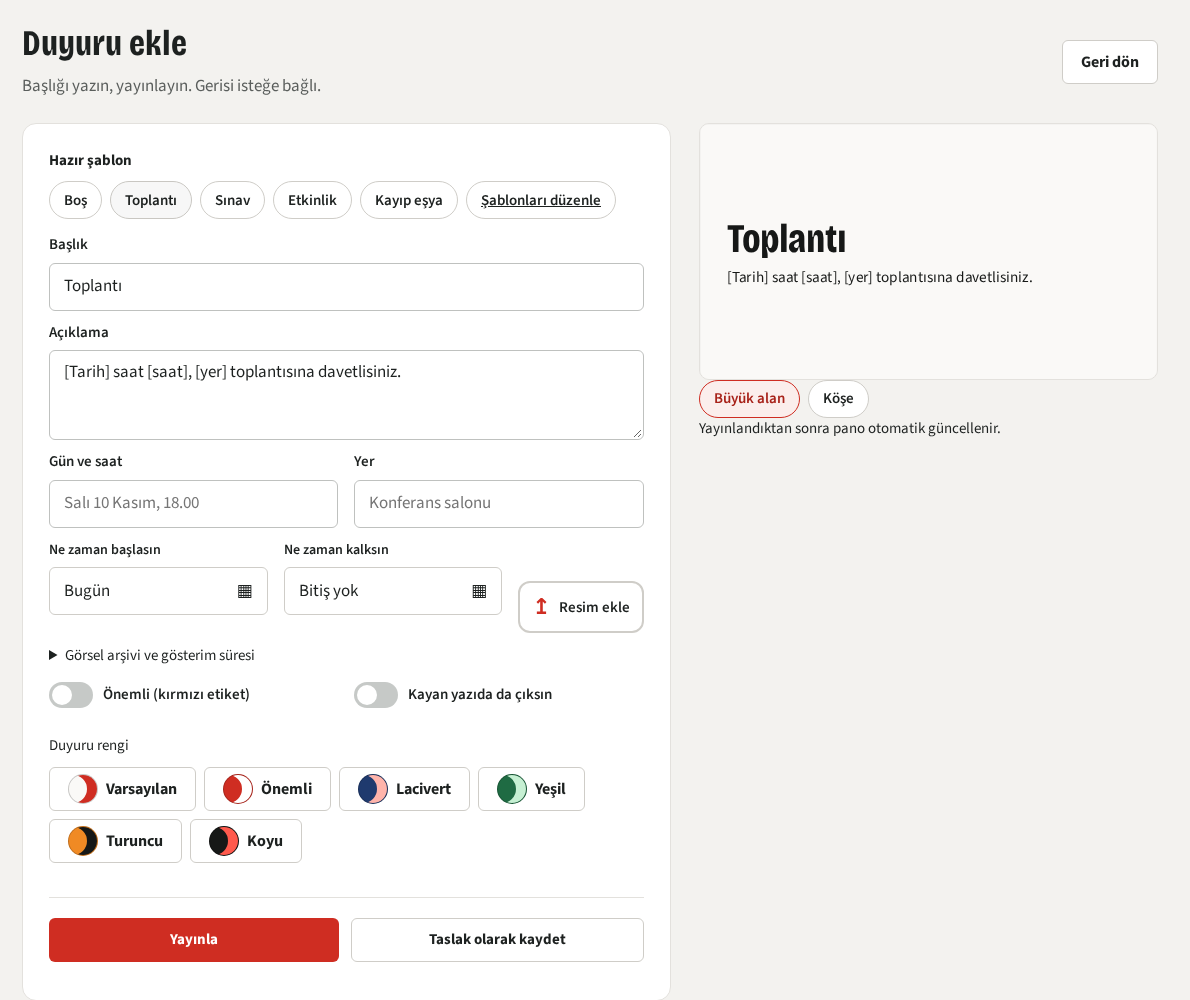 Duyuru ekle
Başlığı yazın, yayınlayın. Gerisi isteğe bağlı.
Geri dön
Hazır şablon
Boş
Toplantı
Sınav
Etkinlik
Kayıp eşya
Şablonları düzenle
Başlık
Toplantı
Açıklama
[Tarih] saat [saat], [yer] toplantısına davetlisiniz.
Gün ve saat
Yer
Salı 10 Kasım, 18.00
Konferans salonu
Ne zaman başlasın
Ne zaman kalksın
Bugün
Bitiş yok
Resim ekle
Görsel arşivi ve gösterim süresi
Önemli (kırmızı etiket)
Kayan yazıda da çıksın
Duyuru rengi
Varsayılan
Önemli
Lacivert
Yeşil
Turuncu
Koyu
Yayınla
Taslak olarak kaydet
Toplantı
[Tarih] saat [saat], [yer] toplantısına davetlisiniz.
Büyük alan
Köşe
Yayınlandıktan sonra pano otomatik güncellenir.